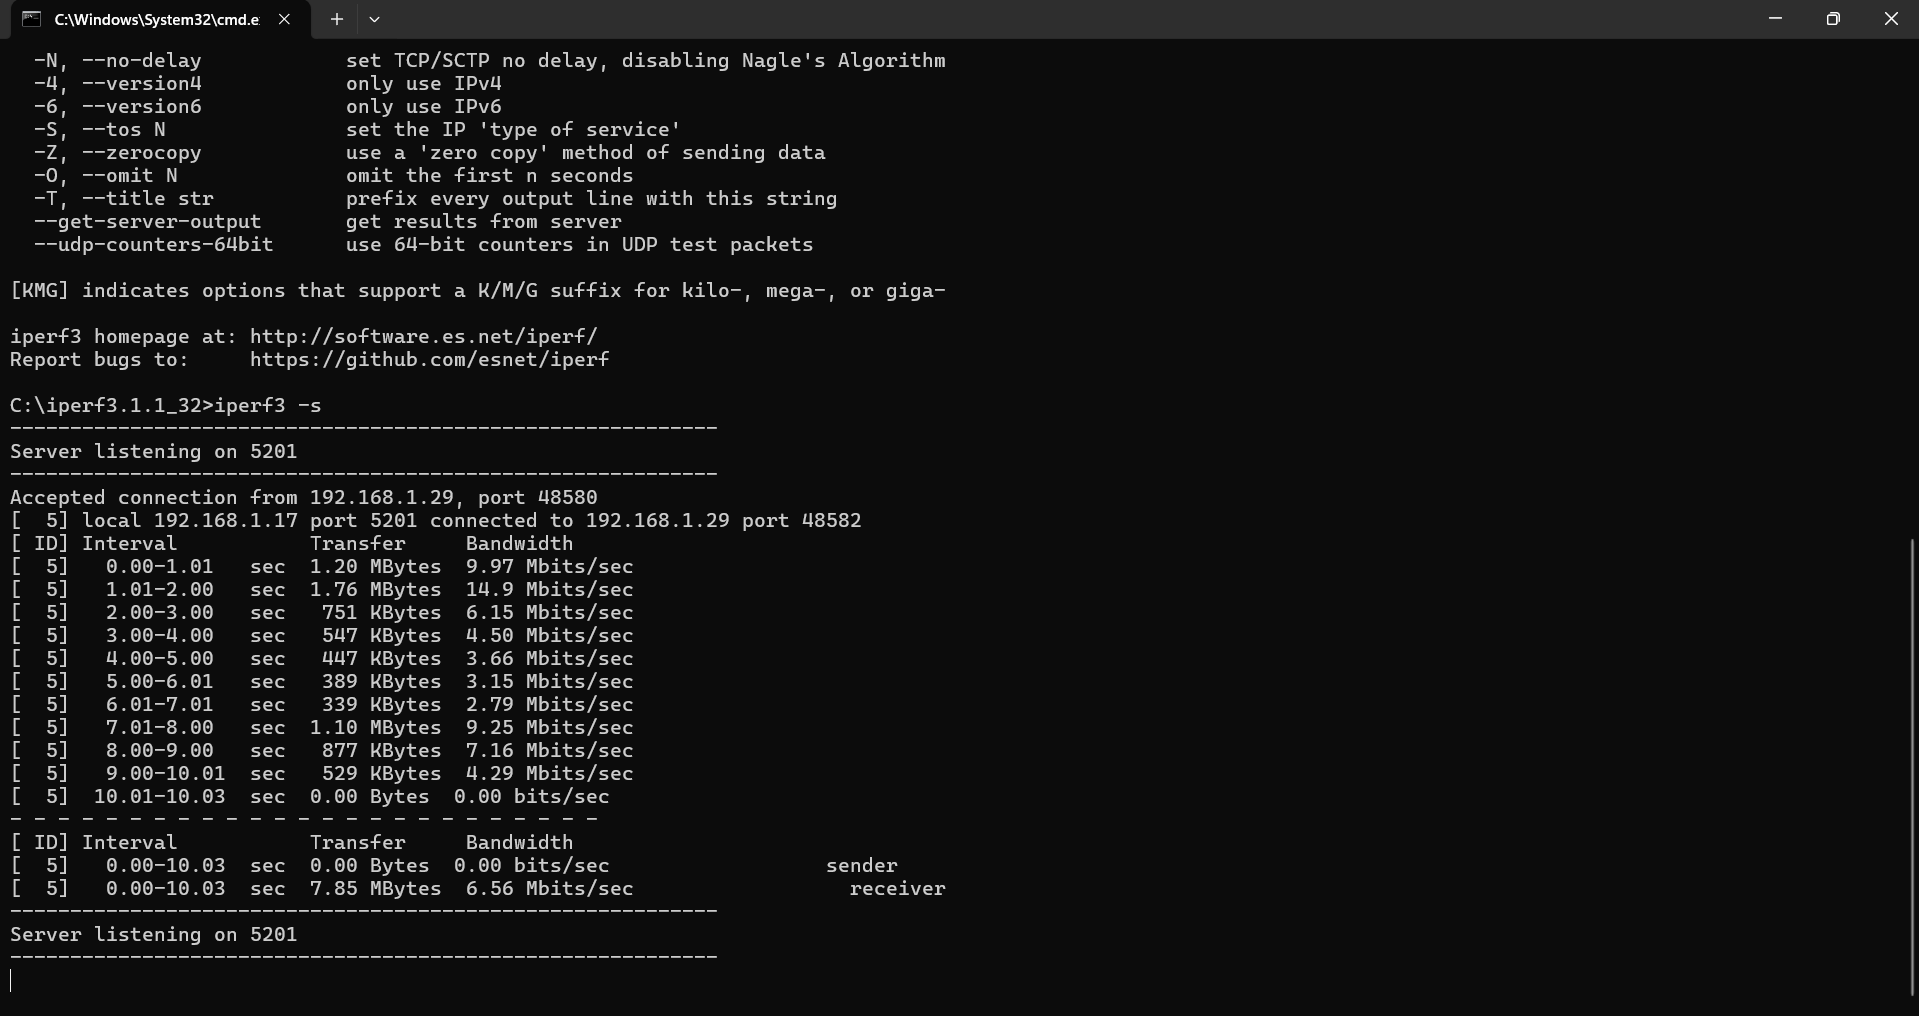 C:\Windows\System32\cmd.e
  -N, --no-delay            set TCP/SCTP no delay, disabling Nagle's Algorithm
  -4, --version4            only use IPv4
  -6, --version6            only use IPv6
  -S, --tos N               set the IP 'type of service'
  -Z, --zerocopy            use a 'zero copy' method of sending data
  -O, --omit N              omit the first n seconds
  -T, --title str           prefix every output line with this string
  --get-server-output       get results from server
  --udp-counters-64bit      use 64-bit counters in UDP test packets

[KMG] indicates options that support a K/M/G suffix for kilo-, mega-, or giga-

iperf3 homepage at: http://software.es.net/iperf/
Report bugs to:     https://github.com/esnet/iperf

C:\iperf3.1.1_32>iperf3 -s
-----------------------------------------------------------
Server listening on 5201
-----------------------------------------------------------
Accepted connection from 192.168.1.29, port 48580
[  5] local 192.168.1.17 port 5201 connected to 192.168.1.29 port 48582
[ ID] Interval           Transfer     Bandwidth
[  5]   0.00-1.01   sec  1.20 MBytes  9.97 Mbits/sec
[  5]   1.01-2.00   sec  1.76 MBytes  14.9 Mbits/sec
[  5]   2.00-3.00   sec   751 KBytes  6.15 Mbits/sec
[  5]   3.00-4.00   sec   547 KBytes  4.50 Mbits/sec
[  5]   4.00-5.00   sec   447 KBytes  3.66 Mbits/sec
[  5]   5.00-6.01   sec   389 KBytes  3.15 Mbits/sec
[  5]   6.01-7.01   sec   339 KBytes  2.79 Mbits/sec
[  5]   7.01-8.00   sec  1.10 MBytes  9.25 Mbits/sec
[  5]   8.00-9.00   sec   877 KBytes  7.16 Mbits/sec
[  5]   9.00-10.01  sec   529 KBytes  4.29 Mbits/sec
[  5]  10.01-10.03  sec  0.00 Bytes  0.00 bits/sec
- - - - - - - - - - - - - - - - - - - - - - - - -
[ ID] Interval           Transfer     Bandwidth
[  5]   0.00-10.03  sec  0.00 Bytes  0.00 bits/sec                  sender
[  5]   0.00-10.03  sec  7.85 MBytes  6.56 Mbits/sec                  receiver
-----------------------------------------------------------
Server listening on 5201
-----------------------------------------------------------